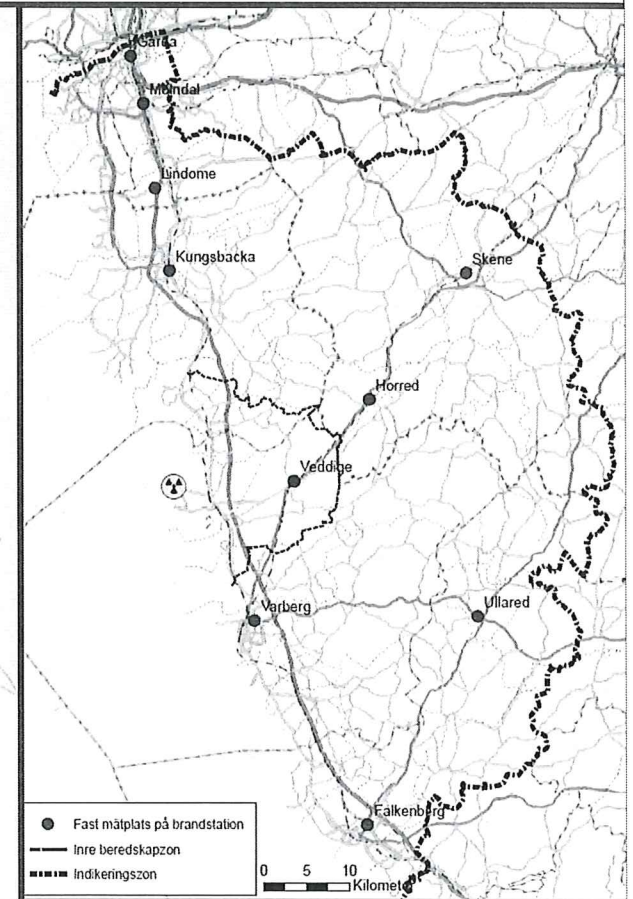 Gårda
Mölndal
Lindome
Kungsbacka
Skene
Horred
Veddige
Varberg
Ullared
Falkenberg
Fast mätplats på brandstation
Inre beredskapzon
Indikeringszon
0 5 10
Kilometer